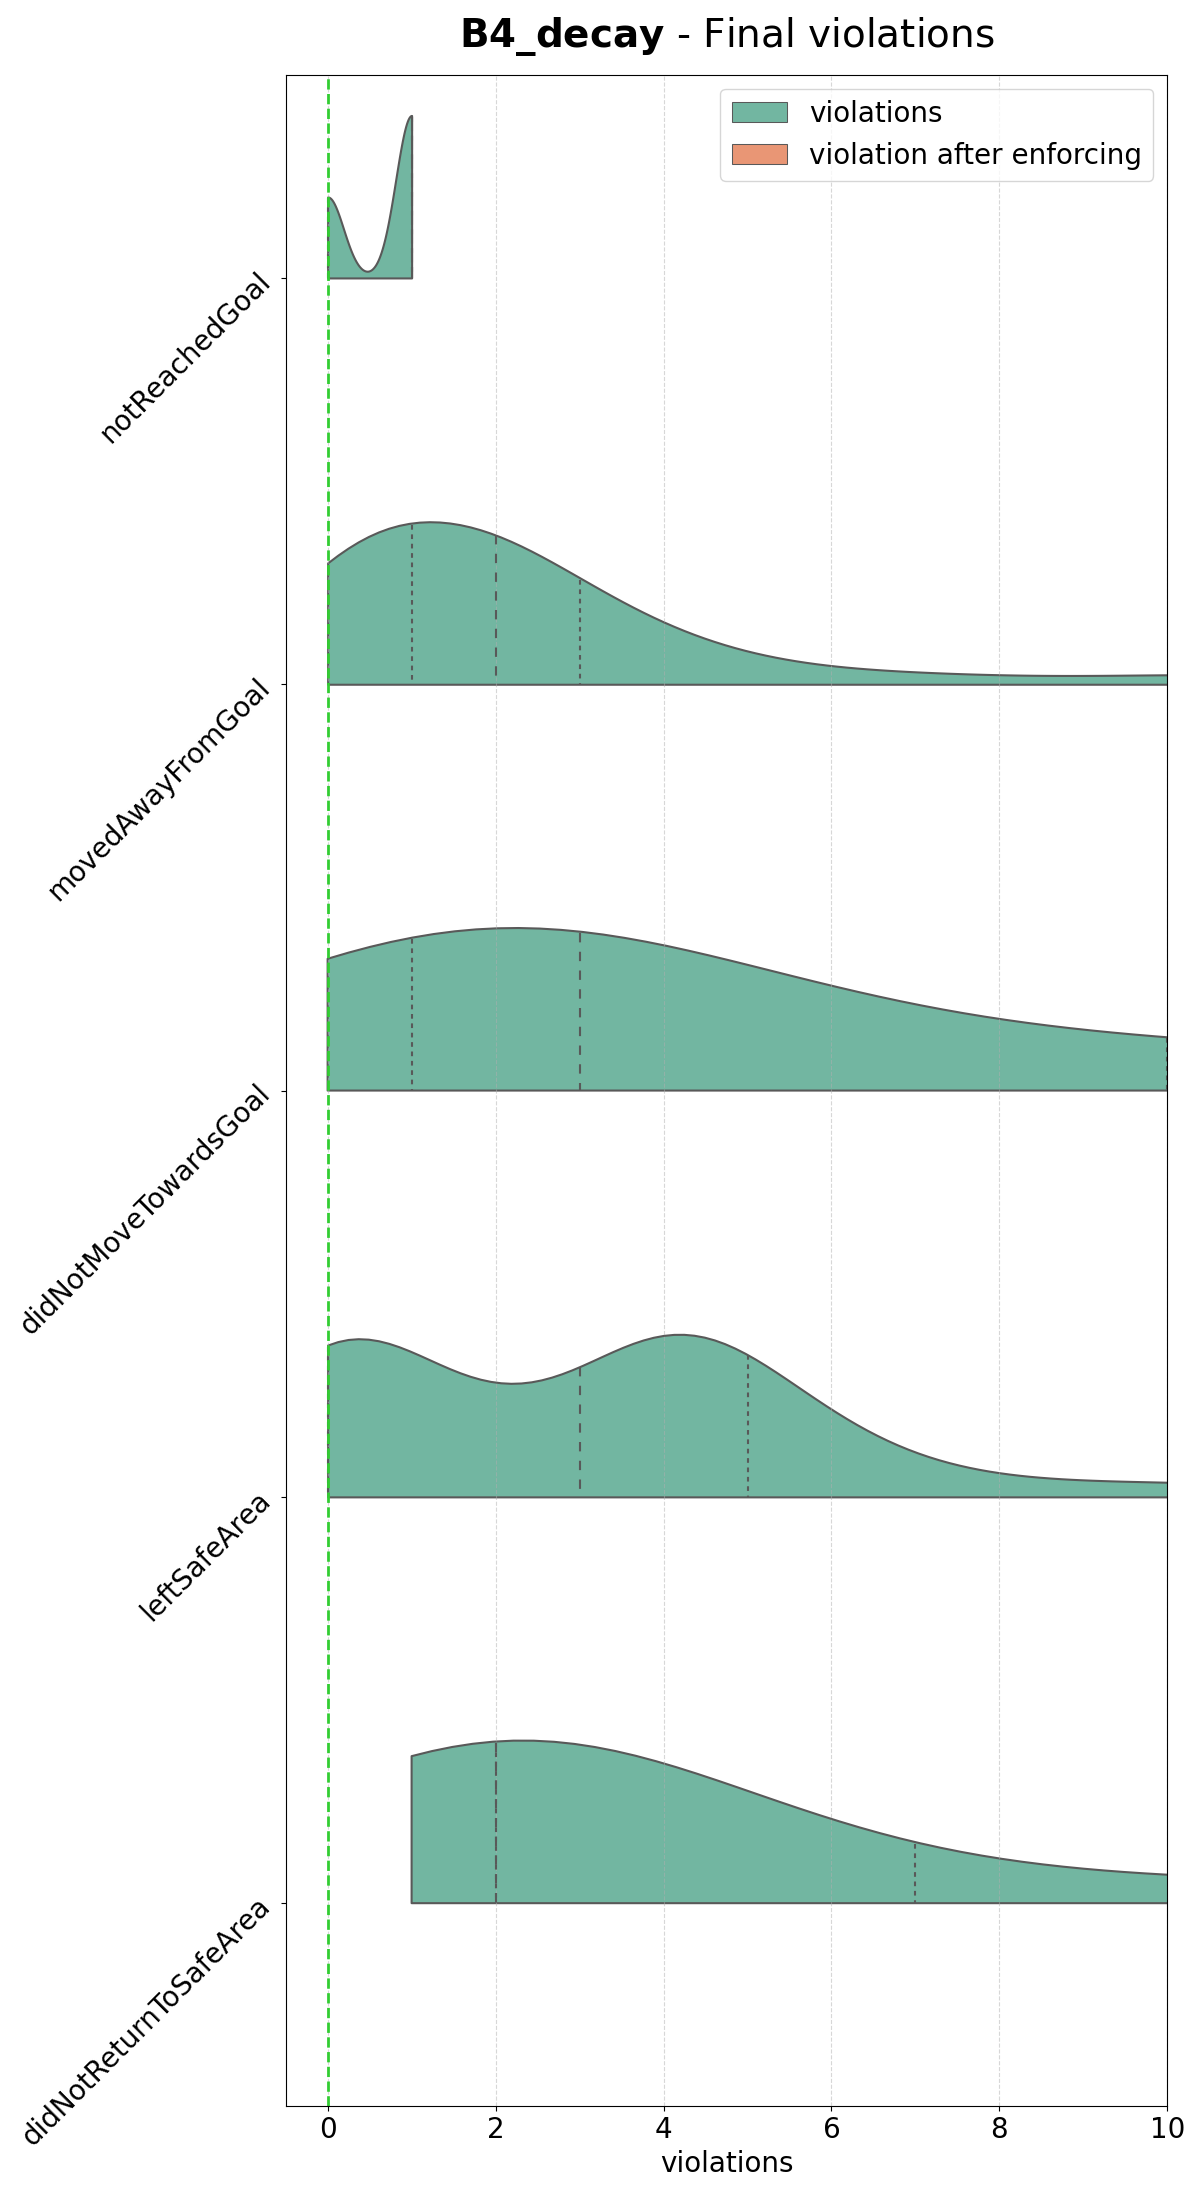 B4_decay - Final violations
violations
violation after enforcing
notReachedGoal
movedAwayFromGoal
didNotMoveTowardsGoal
leftSafeArea
didNotReturnToSafeArea
0 2 4 6 8 10
violations